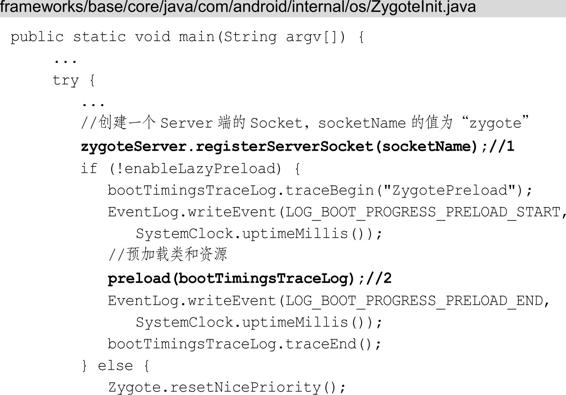 frameworks/base/core/java/com/android/internal/os/ZygoteInit.java
public static void main(String argv[]) {
...
try {
...
//创建一个 Server 端的 Socket，socketName 的值为“zygote”
zygoteServer.registerServerSocket(socketName);//1
if (!enableLazyPreload) {
bootTimingsTraceLog.traceBegin("ZygotePreload");
EventLog.writeEvent(LOG_BOOT_PROGRESS_PRELOAD_START,
SystemClock.uptimeMillis());
//预加载类和资源
preload(bootTimingsTraceLog);//2
EventLog.writeEvent(LOG_BOOT_PROGRESS_PRELOAD_END,
SystemClock.uptimeMillis());
bootTimingsTraceLog.traceEnd();
} else {
Zygote.resetNicePriority();